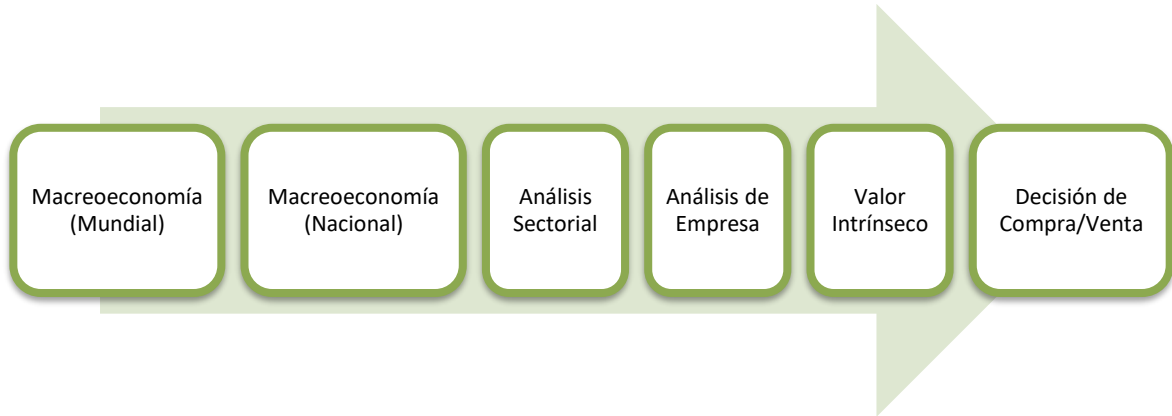 Macreoeconomía
(Mundial)
Macreoeconomía
(Nacional)
Análisis
Sectorial
Análisis de
Empresa
Valor
Intrínseco
Decisión de
Compra/Venta